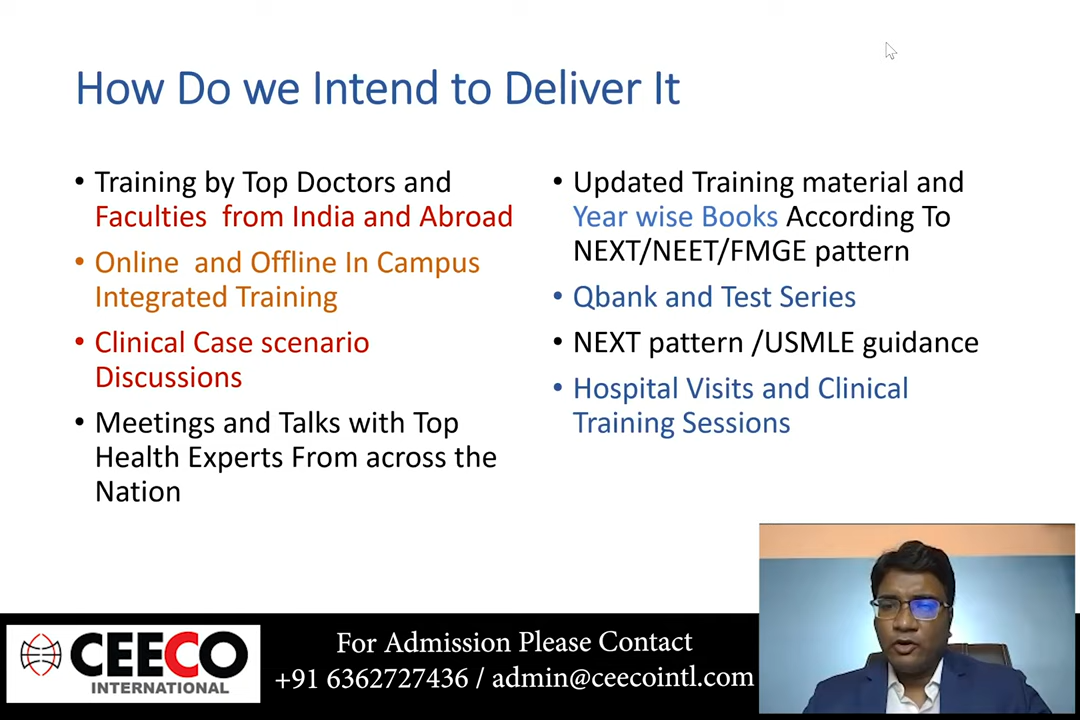 How Do we Intend to Deliver It
• Training by Top Doctors and
Faculties from India and Abroad
• Online and Offline In Campus
Integrated Training
• Clinical Case scenario
Discussions
• Meetings and Talks with Top
Health Experts From across the
Nation
• Updated Training material and
Year wise Books According To
NEXT/NEET/FMGE pattern
• Qbank and Test Series
• NEXT pattern /USMLE guidance
• Hospital Visits and Clinical
Training Sessions
CEECO
INTERNATIONAL
For Admission Please Contact
+91 6362727436 / admin@ceecointl.com